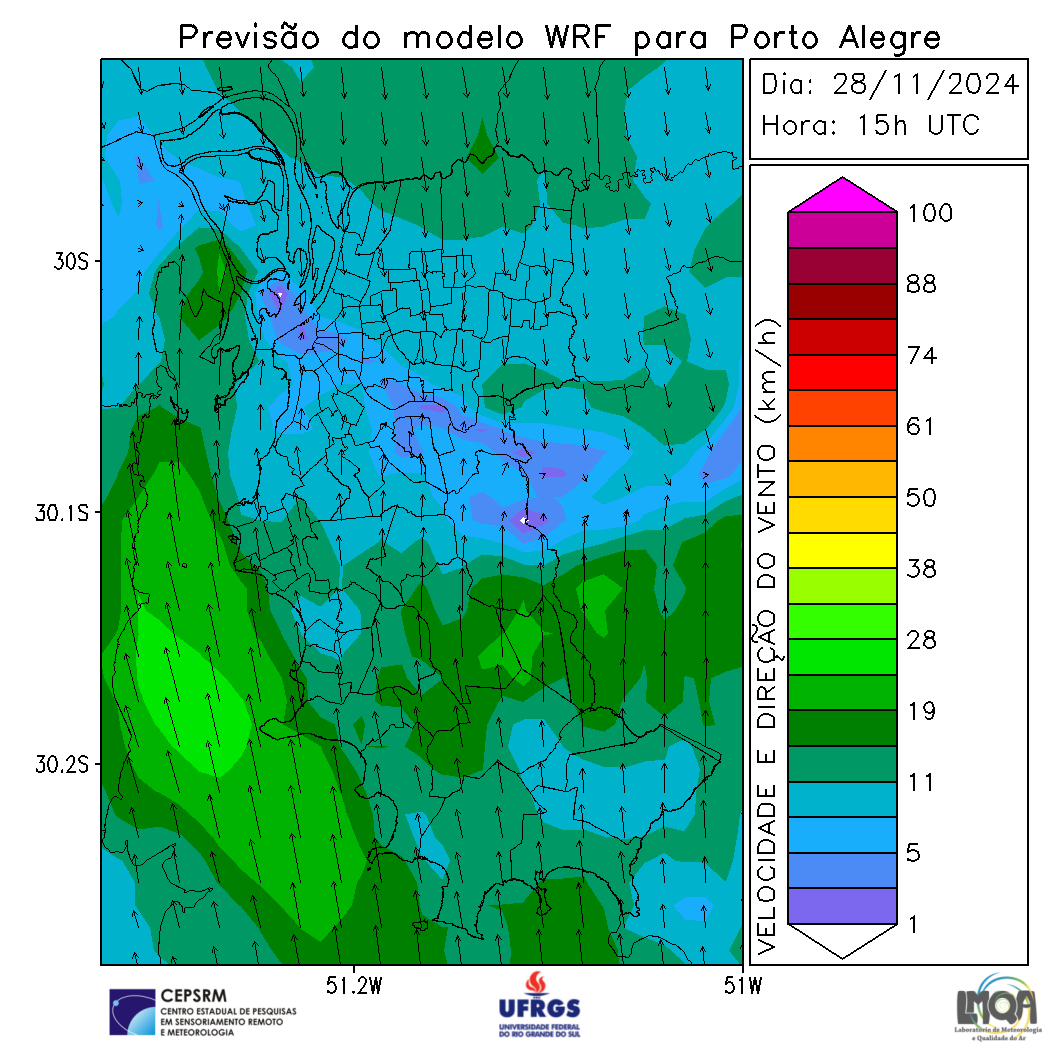 Previsão do modelo WRF para Porto Alegre
Dia: 28/11/2024
Hora: 15h UTC
30S
30.1S
30.2S
51.2W
51W
VELOCIDADE E DIREÇÃO DO VENTO (km/h)
100
88
74
61
50
38
28
19
11
5
1
CEPSRM
CENTRO ESTADUAL DE PESQUISAS
EM SENSORIAMENTO REMOTO
E METEOROLOGIA
UFRGS
UNIVERSIDADE FEDERAL
DO RIO GRANDE DO SUL
LMQA
Laboratório de Meteorologia
e Qualidade do Ar